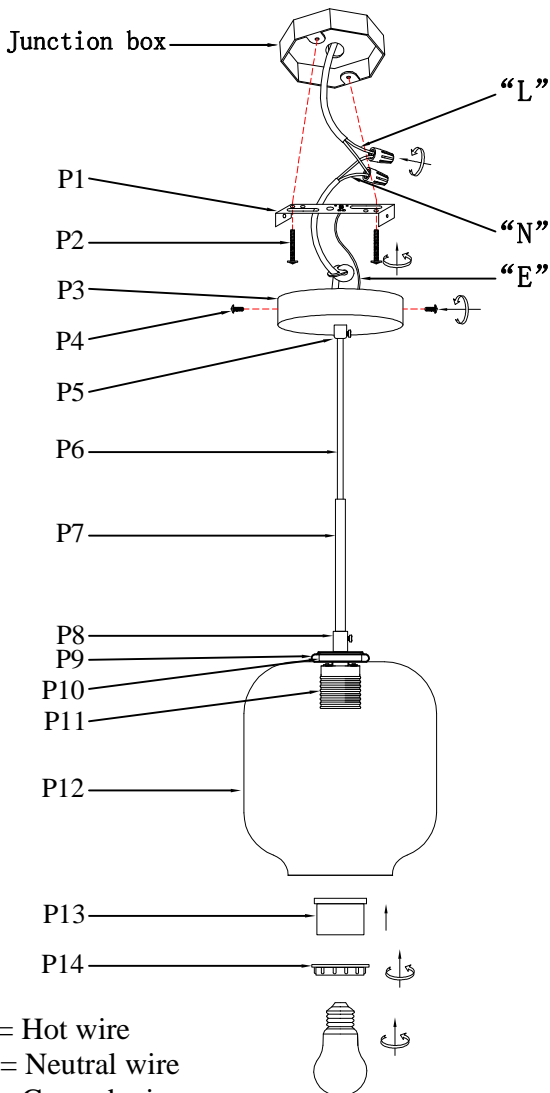 Junction box
“L”
P1
“N”
P2
“E”
P3
P4
P5
P6
P7
P8
P9
P10
P11
P12
P13
P14
= Hot wire
= Neutral wire